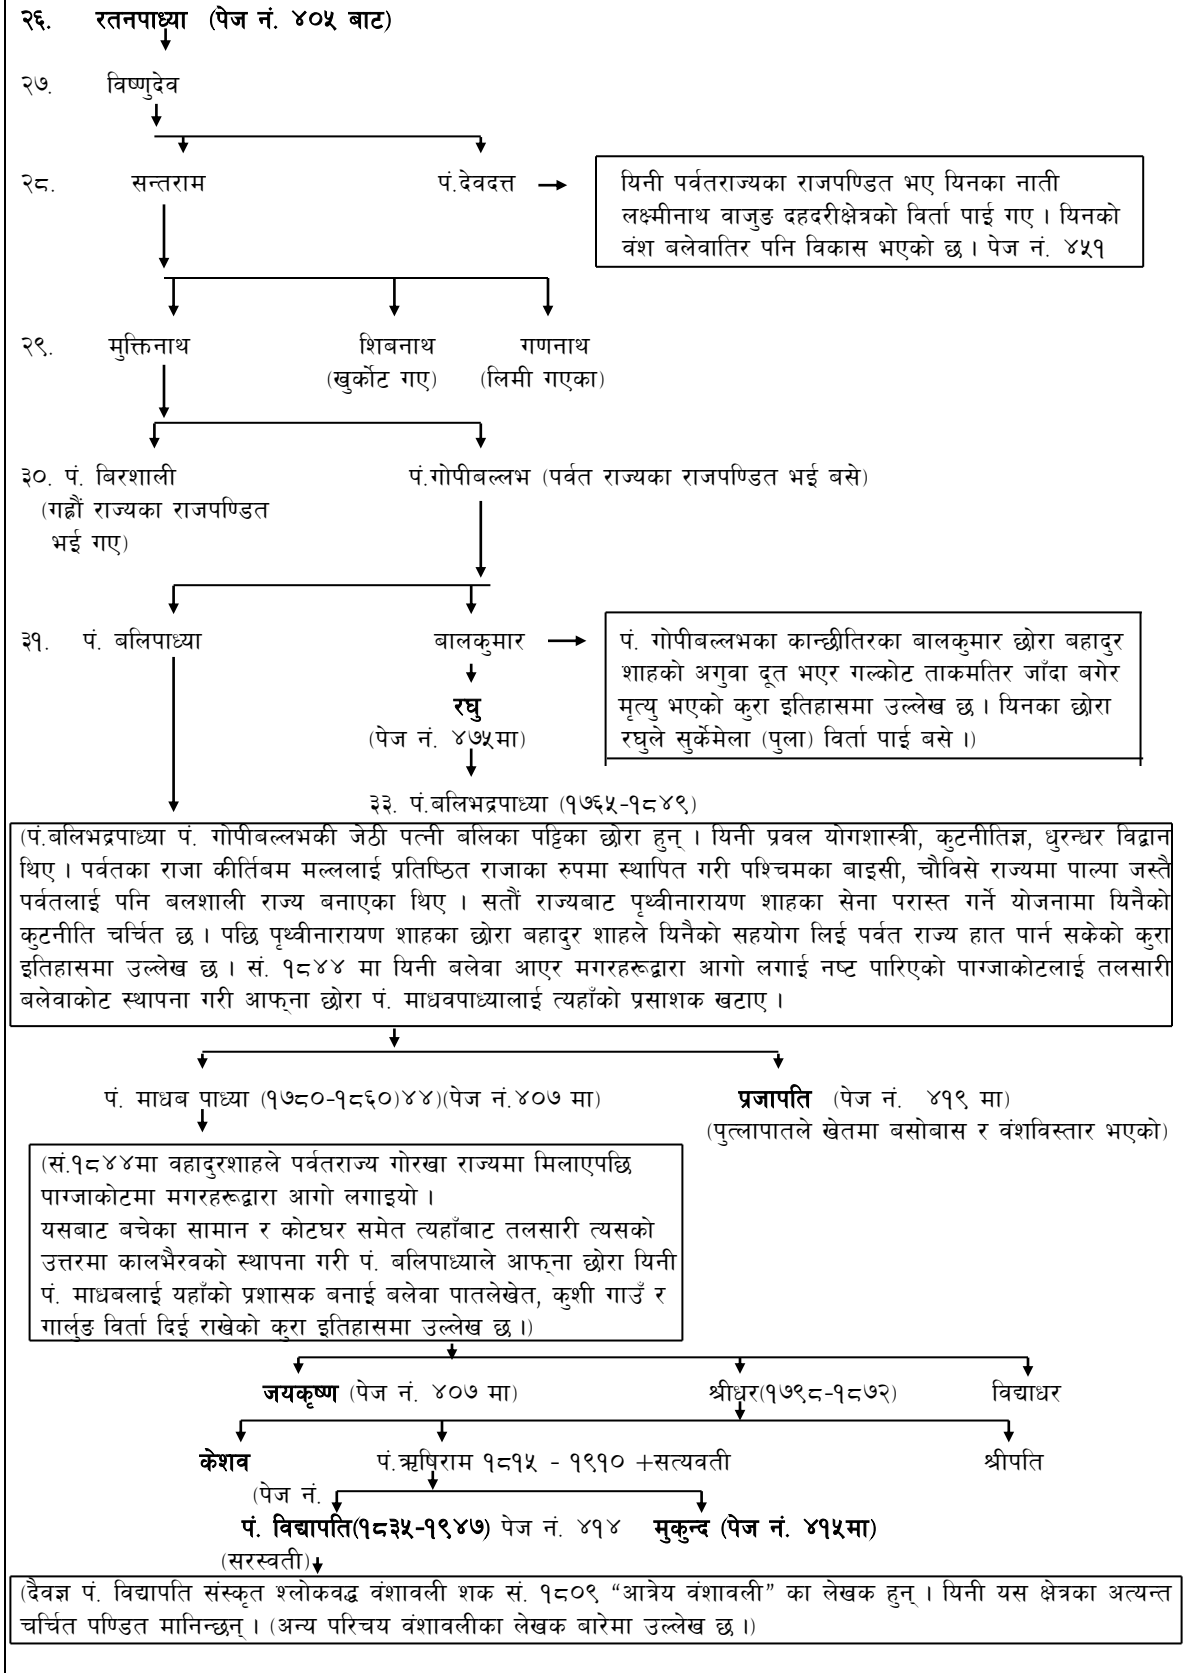 २६. रतनपाध्या (पेज नं. ४०५ बाट)
२७. विष्णुदेव
२८. सन्तराम पं.देवदत्त
यिनी पर्वतराज्यका राजपण्डित भए यिनका नाती
लक्ष्मीनाथ वाजुङ दहदरीक्षेत्रको विर्ता पाई गए । यिनको
वंश बलेवातिर पनि विकास भएको छ । पेज नं. ४५१
२९. मुक्तिनाथ शिबनाथ गणनाथ
(खुर्कोट गए) (लिमी गएका)
३०. पं. बिरशाली पं.गोपीबल्लभ (पर्वत राज्यका राजपण्डित भई बसे)
(गह्रौं राज्यका राजपण्डित
भई गए)
३१. पं. बलिपाध्या बालकुमार
पं. गोपीबल्लभका कान्छीतिरका बालकुमार छोरा बहादुर
शाहको अगुवा दूत भएर गल्कोट ताकमतिर जाँदा बगेर
मृत्यु भएको कुरा इतिहासमा उल्लेख छ । यिनका छोरा
रघुले सुर्केमेला (पुला) विर्ता पाई बसे ।)
रघु
(पेज नं. ४७५मा)
३३. पं.बलिभद्रपाध्या (१७६५-१८४९)
(पं.बलिभद्रपाध्या पं. गोपीबल्लभकी जेठी पत्नी बलिका पट्टिका छोरा हुन् । यिनी प्रवल योगशास्त्री, कुटनीतिज्ञ, धुरन्धर विद्वान
थिए । पर्वतका राजा कीर्तिबम मल्ललाई प्रतिष्ठित राजाका रुपमा स्थापित गरी पश्चिमका बाइसी, चौविसे राज्यमा पाल्पा जस्तै
पर्वतलाई पनि बलशाली राज्य बनाएका थिए । सतौं राज्यबाट पृथ्वीनारायण शाहका सेना परास्त गर्ने योजनामा यिनैको
कुटनीति चर्चित छ । पछि पृथ्वीनारायण शाहका छोरा बहादुर शाहले यिनैको सहयोग लिई पर्वत राज्य हात पार्न सकेको कुरा
इतिहासमा उल्लेख छ । सं. १८४४ मा यिनी बलेवा आएर मगरहरूद्वारा आगो लगाई नष्ट पारिएको पाग्जाकोटलाई तलसारी
बलेवाकोट स्थापना गरी आफ्ना छोरा पं. माधवपाध्यालाई त्यहाँको प्रसाशक खटाए ।
पं. माधब पाध्या (१७८०-१८६०)४४)(पेज नं.४०७ मा) प्रजापति (पेज नं. ४१९ मा)
(पुत्लापातले खेतमा बसोबास र वंशविस्तार भएको)
(सं.१८४४मा वहादुरशाहले पर्वतराज्य गोरखा राज्यमा मिलाएपछि
पाग्जाकोटमा मगरहरूद्वारा आगो लगाइयो ।
यसबाट बचेका सामान र कोटघर समेत त्यहाँबाट तलसारी त्यसको
उत्तरमा कालभैरवको स्थापना गरी पं. बलिपाध्याले आफ्ना छोरा यिनी
पं. माधबलाई यहाँको प्रशासक बनाई बलेवा पातलेखेत, कुशी गाउँ र
गार्लुङ विर्ता दिई राखेको कुरा इतिहासमा उल्लेख छ ।)
जयकृष्ण (पेज नं. ४०७ मा) श्रीधर(१७९८-१८७२) विद्याधर
केशव पं.ऋषिराम १८१५ - १९१० +सत्यवती श्रीपति
(पेज नं.
पं. विद्यापति(१८३५-१९४७) पेज नं. ४१४ मुकुन्द (पेज नं. ४१५मा)
(सरस्वती)
(दैवज्ञ पं. विद्यापति संस्कृत श्लोकवद्ध वंशावली शक सं. १८०९ “आत्रेय वंशावली” का लेखक हुन् । यिनी यस क्षेत्रका अत्यन्त
चर्चित पण्डित मानिन्छन् । (अन्य परिचय वंशावलीका लेखक बारेमा उल्लेख छ ।)